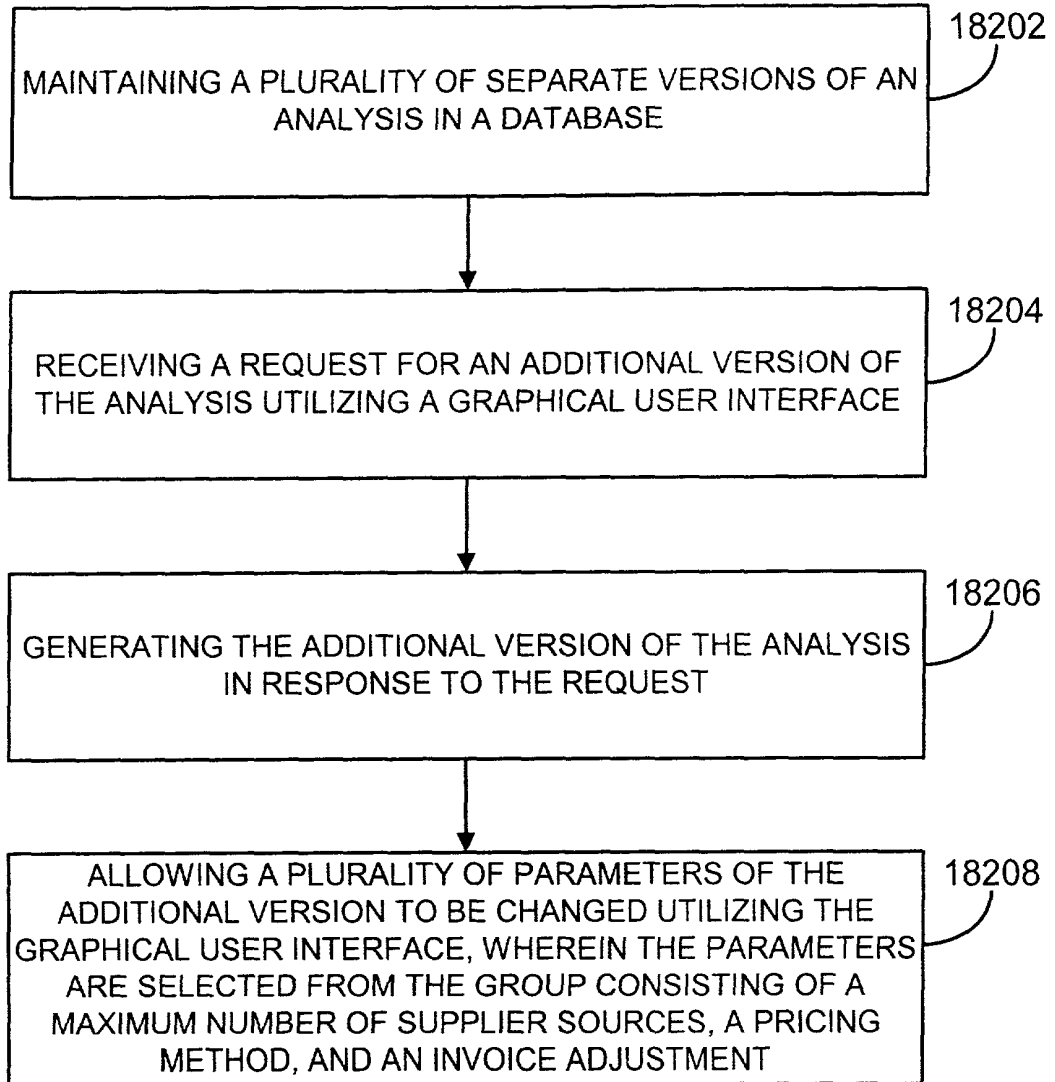 18202
MAINTAINING A PLURALITY OF SEPARATE VERSIONS OF AN
ANALYSIS IN A DATABASE
18204
RECEIVING A REQUEST FOR AN ADDITIONAL VERSION OF
THE ANALYSIS UTILIZING A GRAPHICAL USER INTERFACE
18206
GENERATING THE ADDITIONAL VERSION OF THE ANALYSIS
IN RESPONSE TO THE REQUEST
18208
ALLOWING A PLURALITY OF PARAMETERS OF THE
ADDITIONAL VERSION TO BE CHANGED UTILIZING THE
GRAPHICAL USER INTERFACE, WHEREIN THE PARAMETERS
ARE SELECTED FROM THE GROUP CONSISTING OF A
MAXIMUM NUMBER OF SUPPLIER SOURCES, A PRICING
METHOD, AND AN INVOICE ADJUSTMENT